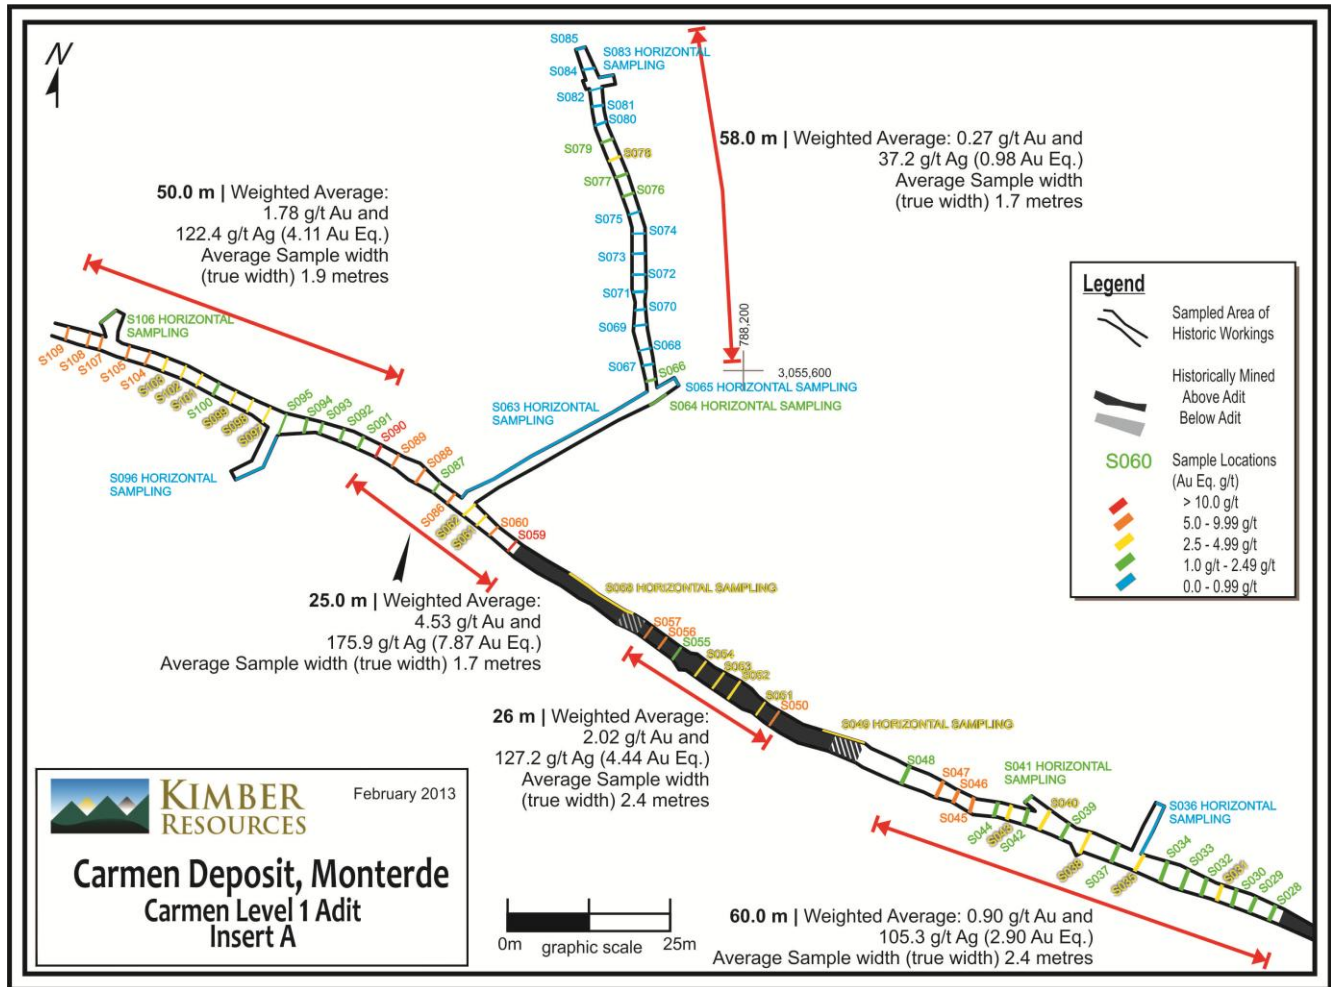 N
S085
S083 HORIZONTAL
SAMPLING
S084
S082
S081
S080
S079
S078
S077
S076
S075
S074
S073
S072
S071
S070
S069
S068
S067
S066
S065 HORIZONTAL SAMPLING
S064 HORIZONTAL SAMPLING
S063 HORIZONTAL
SAMPLING
58.0 m | Weighted Average: 0.27 g/t Au and
37.2 g/t Ag (0.98 Au Eq.)
Average Sample width
(true width) 1.7 metres
788,200
3,055,600
50.0 m | Weighted Average:
1.78 g/t Au and
122.4 g/t Ag (4.11 Au Eq.)
Average Sample width
(true width) 1.9 metres
S106 HORIZONTAL
SAMPLING
S109
S108
S107
S105
S104
S103
S102
S101
S100
S099
S098
S097
S096 HORIZONTAL
SAMPLING
S095
S094
S093
S092
S091
S090
S089
S088
S087
S086
S062
S061
S060
S059
25.0 m | Weighted Average:
4.53 g/t Au and
175.9 g/t Ag (7.87 Au Eq.)
Average Sample width (true width) 1.7 metres
S058 HORIZONTAL SAMPLING
S057
S056
S055
S054
S053
S052
S051
S050
26 m | Weighted Average:
2.02 g/t Au and
127.2 g/t Ag (4.44 Au Eq.)
Average Sample width
(true width) 2.4 metres
S049 HORIZONTAL SAMPLING
S048
S047
S046
S045
S044
S043
S042
S041 HORIZONTAL
SAMPLING
S040
S039
S038
S037
S036 HORIZONTAL
SAMPLING
S035
S034
S033
S032
S031
S030
S029
S028
60.0 m | Weighted Average: 0.90 g/t Au and
105.3 g/t Ag (2.90 Au Eq.)
Average Sample width (true width) 2.4 metres
Legend
Sampled Area of
Historic Workings
Historically Mined
Above Adit
Below Adit
S060 Sample Locations
(Au Eq. g/t)
> 10.0 g/t
5.0 - 9.99 g/t
2.5 - 4.99 g/t
1.0 g/t - 2.49 g/t
0.0 - 0.99 g/t
KIMBER
RESOURCES
February 2013
Carmen Deposit, Monterde
Carmen Level 1 Adit
Insert A
0m graphic scale 25m